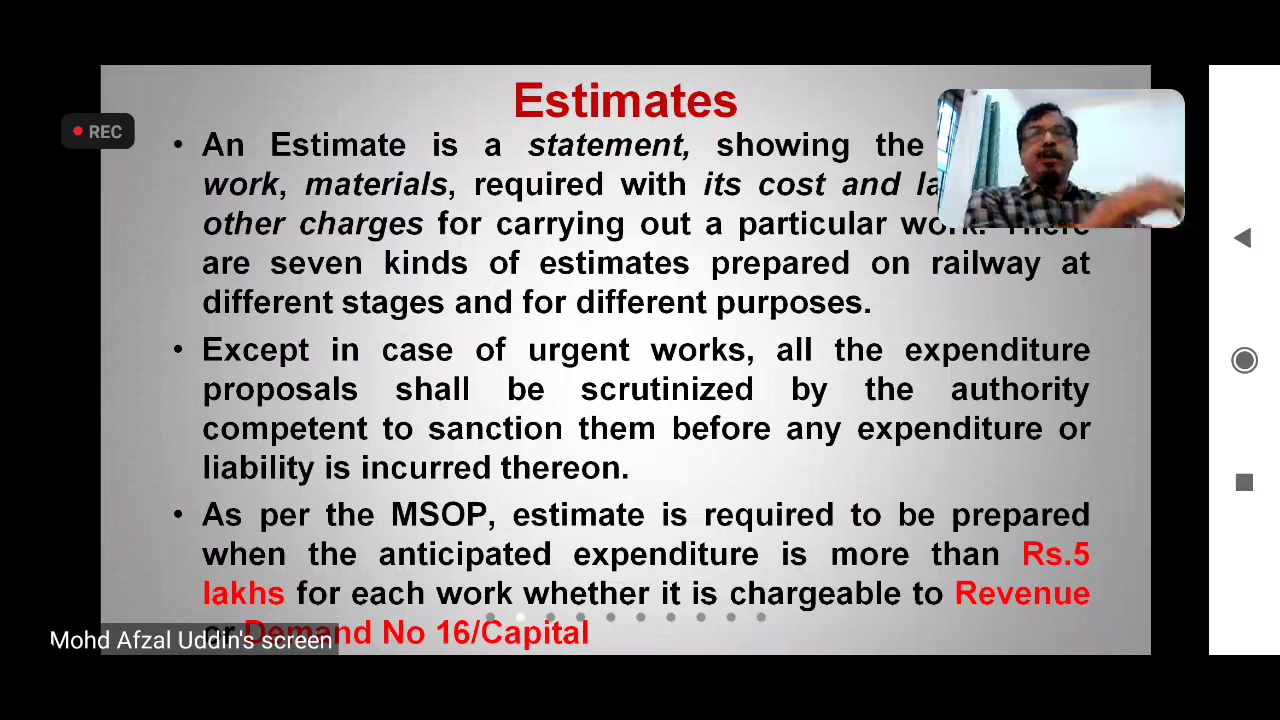 Estimates
REC
• An Estimate is a statement, showing the
work, materials, required with its cost and
other charges for carrying out a particular work. There
are seven kinds of estimates prepared on railway at
different stages and for different purposes.
• Except in case of urgent works, all the expenditure
proposals shall be scrutinized by the authority
competent to sanction them before any expenditure or
liability is incurred thereon.
• As per the MSOP, estimate is required to be prepared
when the anticipated expenditure is more than Rs.5
lakhs for each work whether it is chargeable to Revenue
or Demand No 16/Capital
Mohd Afzal Uddin's screen